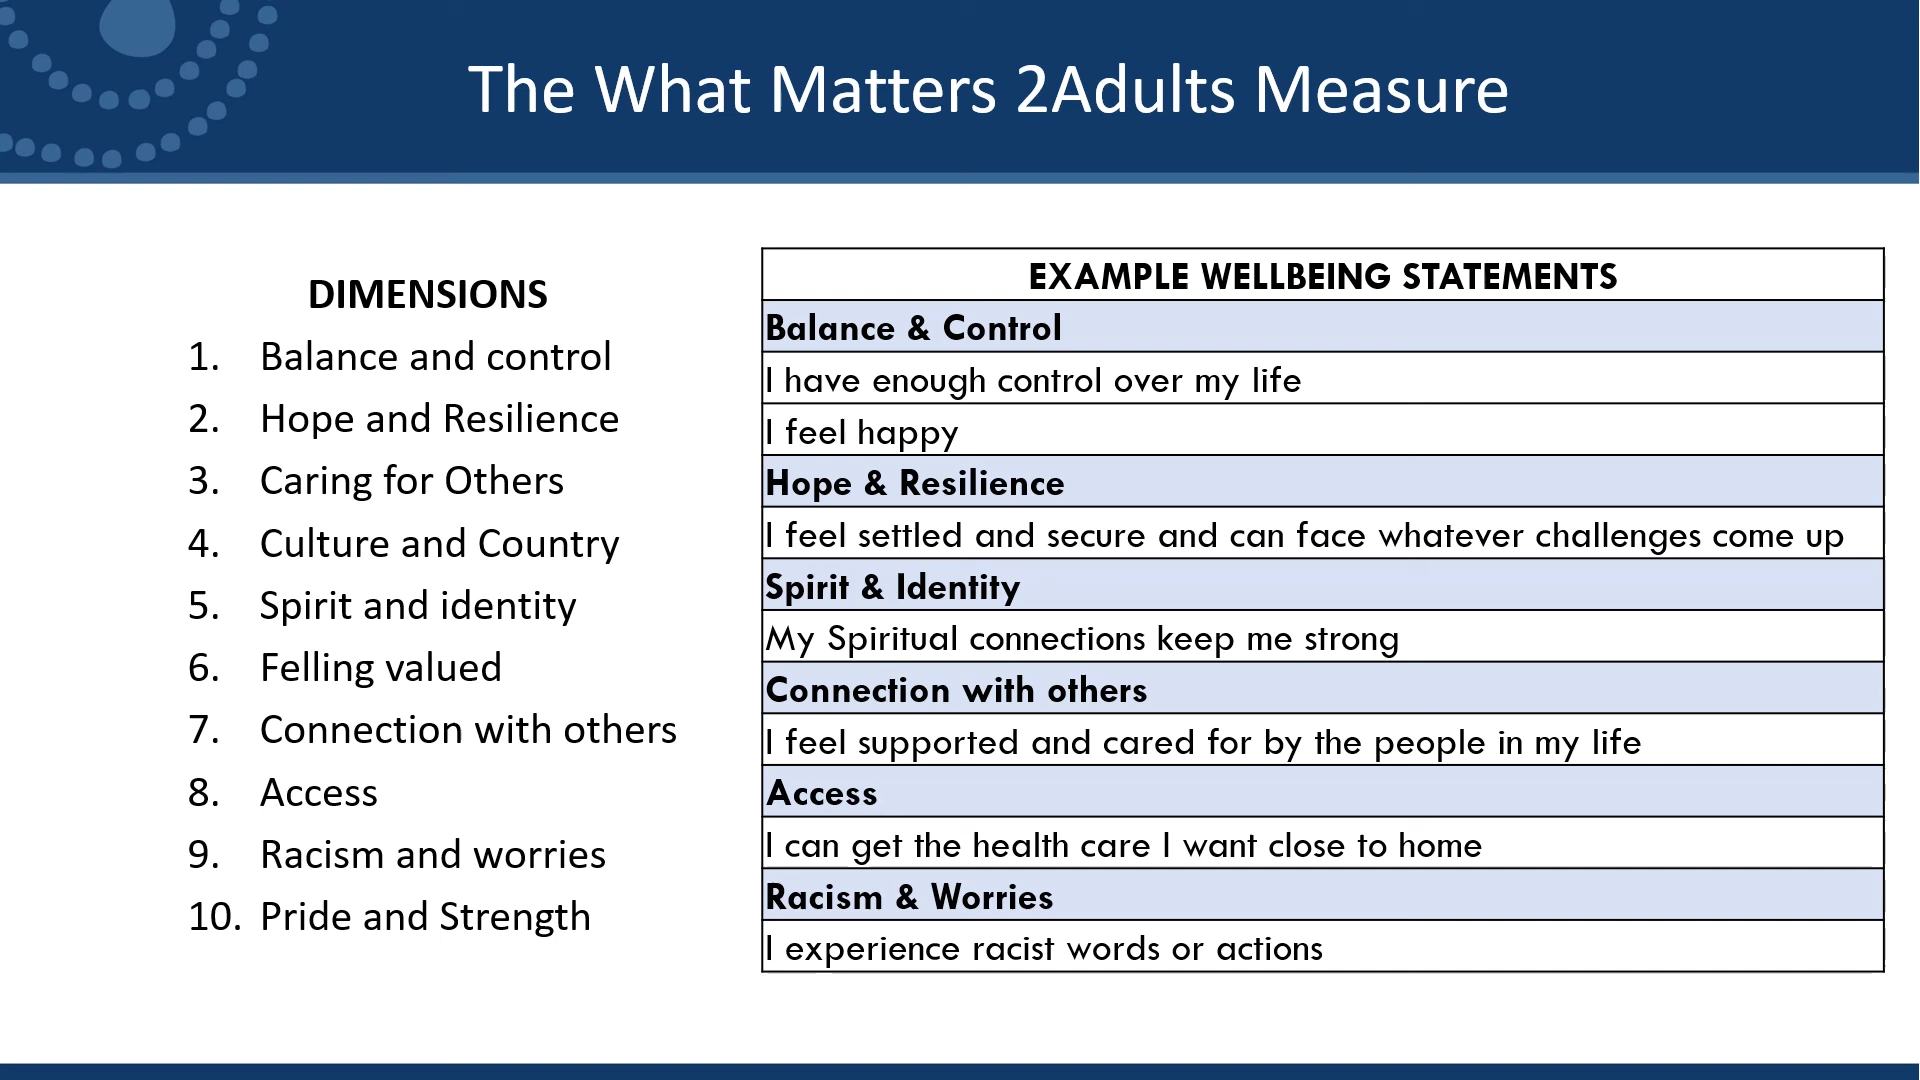 The What Matters 2Adults Measure
DIMENSIONS
1. Balance and control
2. Hope and Resilience
3. Caring for Others
4. Culture and Country
5. Spirit and identity
6. Felling valued
7. Connection with others
8. Access
9. Racism and worries
10. Pride and Strength
EXAMPLE WELLBEING STATEMENTS
Balance & Control
I have enough control over my life
I feel happy
Hope & Resilience
I feel settled and secure and can face whatever challenges come up
Spirit & Identity
My Spiritual connections keep me strong
Connection with others
I feel supported and cared for by the people in my life
Access
I can get the health care I want close to home
Racism & Worries
I experience racist words or actions